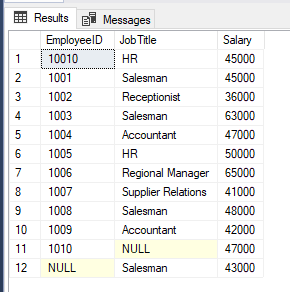 Results Messages
EmployeeID JobTitle Salary
1 10010 HR 45000
2 1001 Salesman 45000
3 1002 Receptionist 36000
4 1003 Salesman 63000
5 1004 Accountant 47000
6 1005 HR 50000
7 1006 Regional Manager 65000
8 1007 Supplier Relations 41000
9 1008 Salesman 48000
10 1009 Accountant 42000
11 1010 NULL 47000
12 NULL Salesman 43000